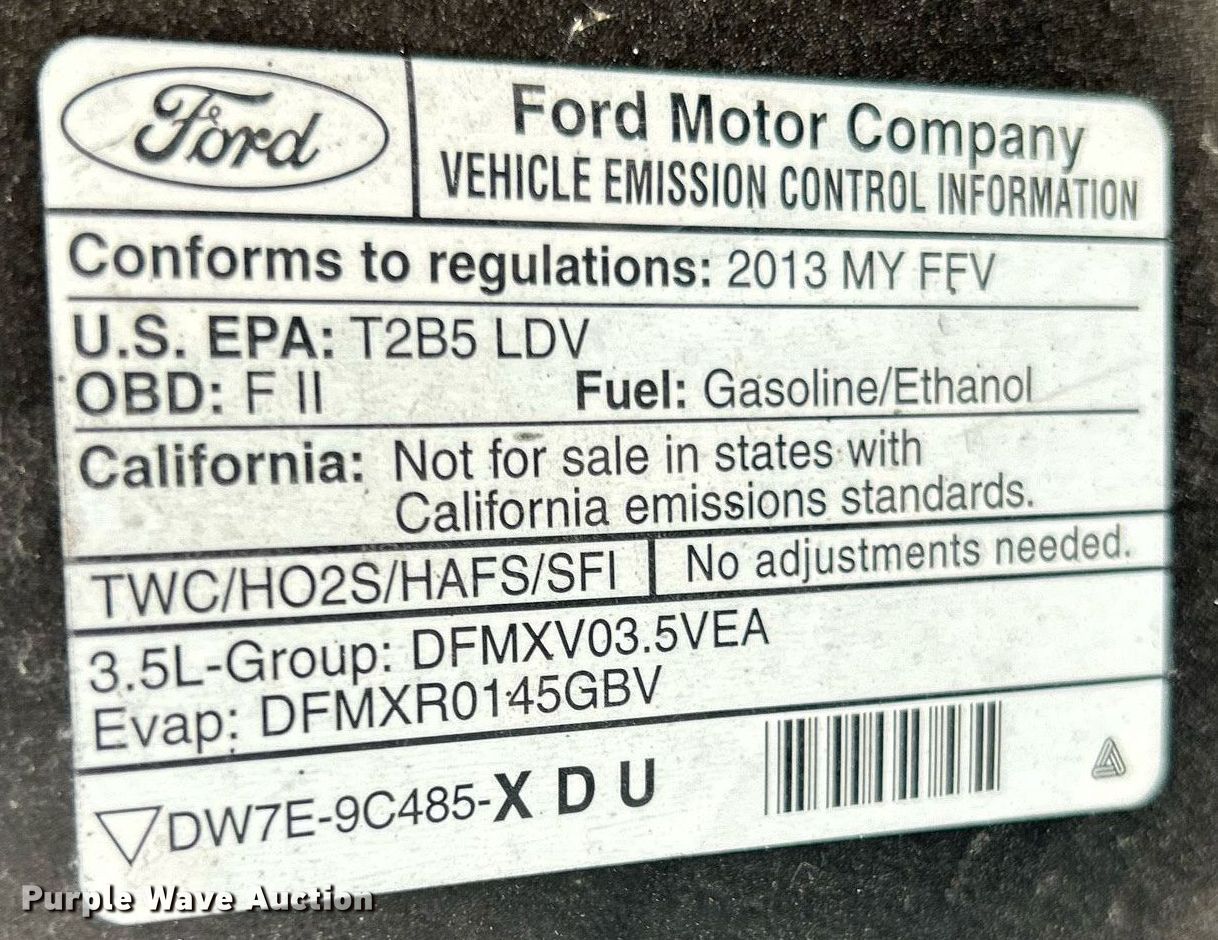 Ford
Ford Motor Company
VEHICLE EMISSION CONTROL INFORMATION
Conforms to regulations: 2013 MY FFV
U.S. EPA: T2B5 LDV
OBD: F II Fuel: Gasoline/Ethanol
California: Not for sale in states with
California emissions standards.
TWC/HO2S/HAFS/SFI No adjustments needed.
3.5L-Group: DFMXV03.5VEA
Evap: DFMXR0145GBV
DW7E-9C485-X D U
Purple Wave Auction